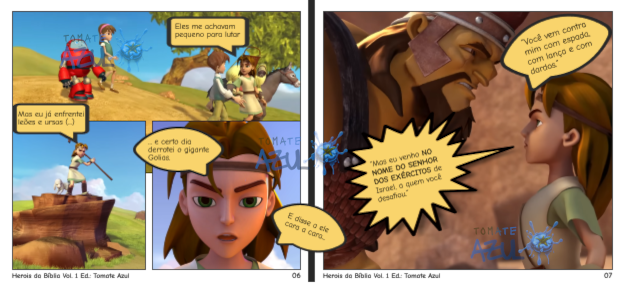 Eles me achavam
pequeno para lutar
TOMATE
AZUL
Mas eu já enfrentei
leões e ursos (...)
... e certo dia
derrotei o gigante
Golias.
E disse a ele
cara a cara...
Herois da Bíblia Vol. 1 Ed.: Tomate Azul
06
TOMATE
AZUL
"Você vem contra
mim com espada,
com lança e com
dardos."
"Mas eu venho NO
NOME DO SENHOR
DOS EXÉRCITOS de
Israel, a quem você
desafiou."
TOMATE
AZUL
Herois da Bíblia Vol. 1 Ed.: Tomate Azul
07